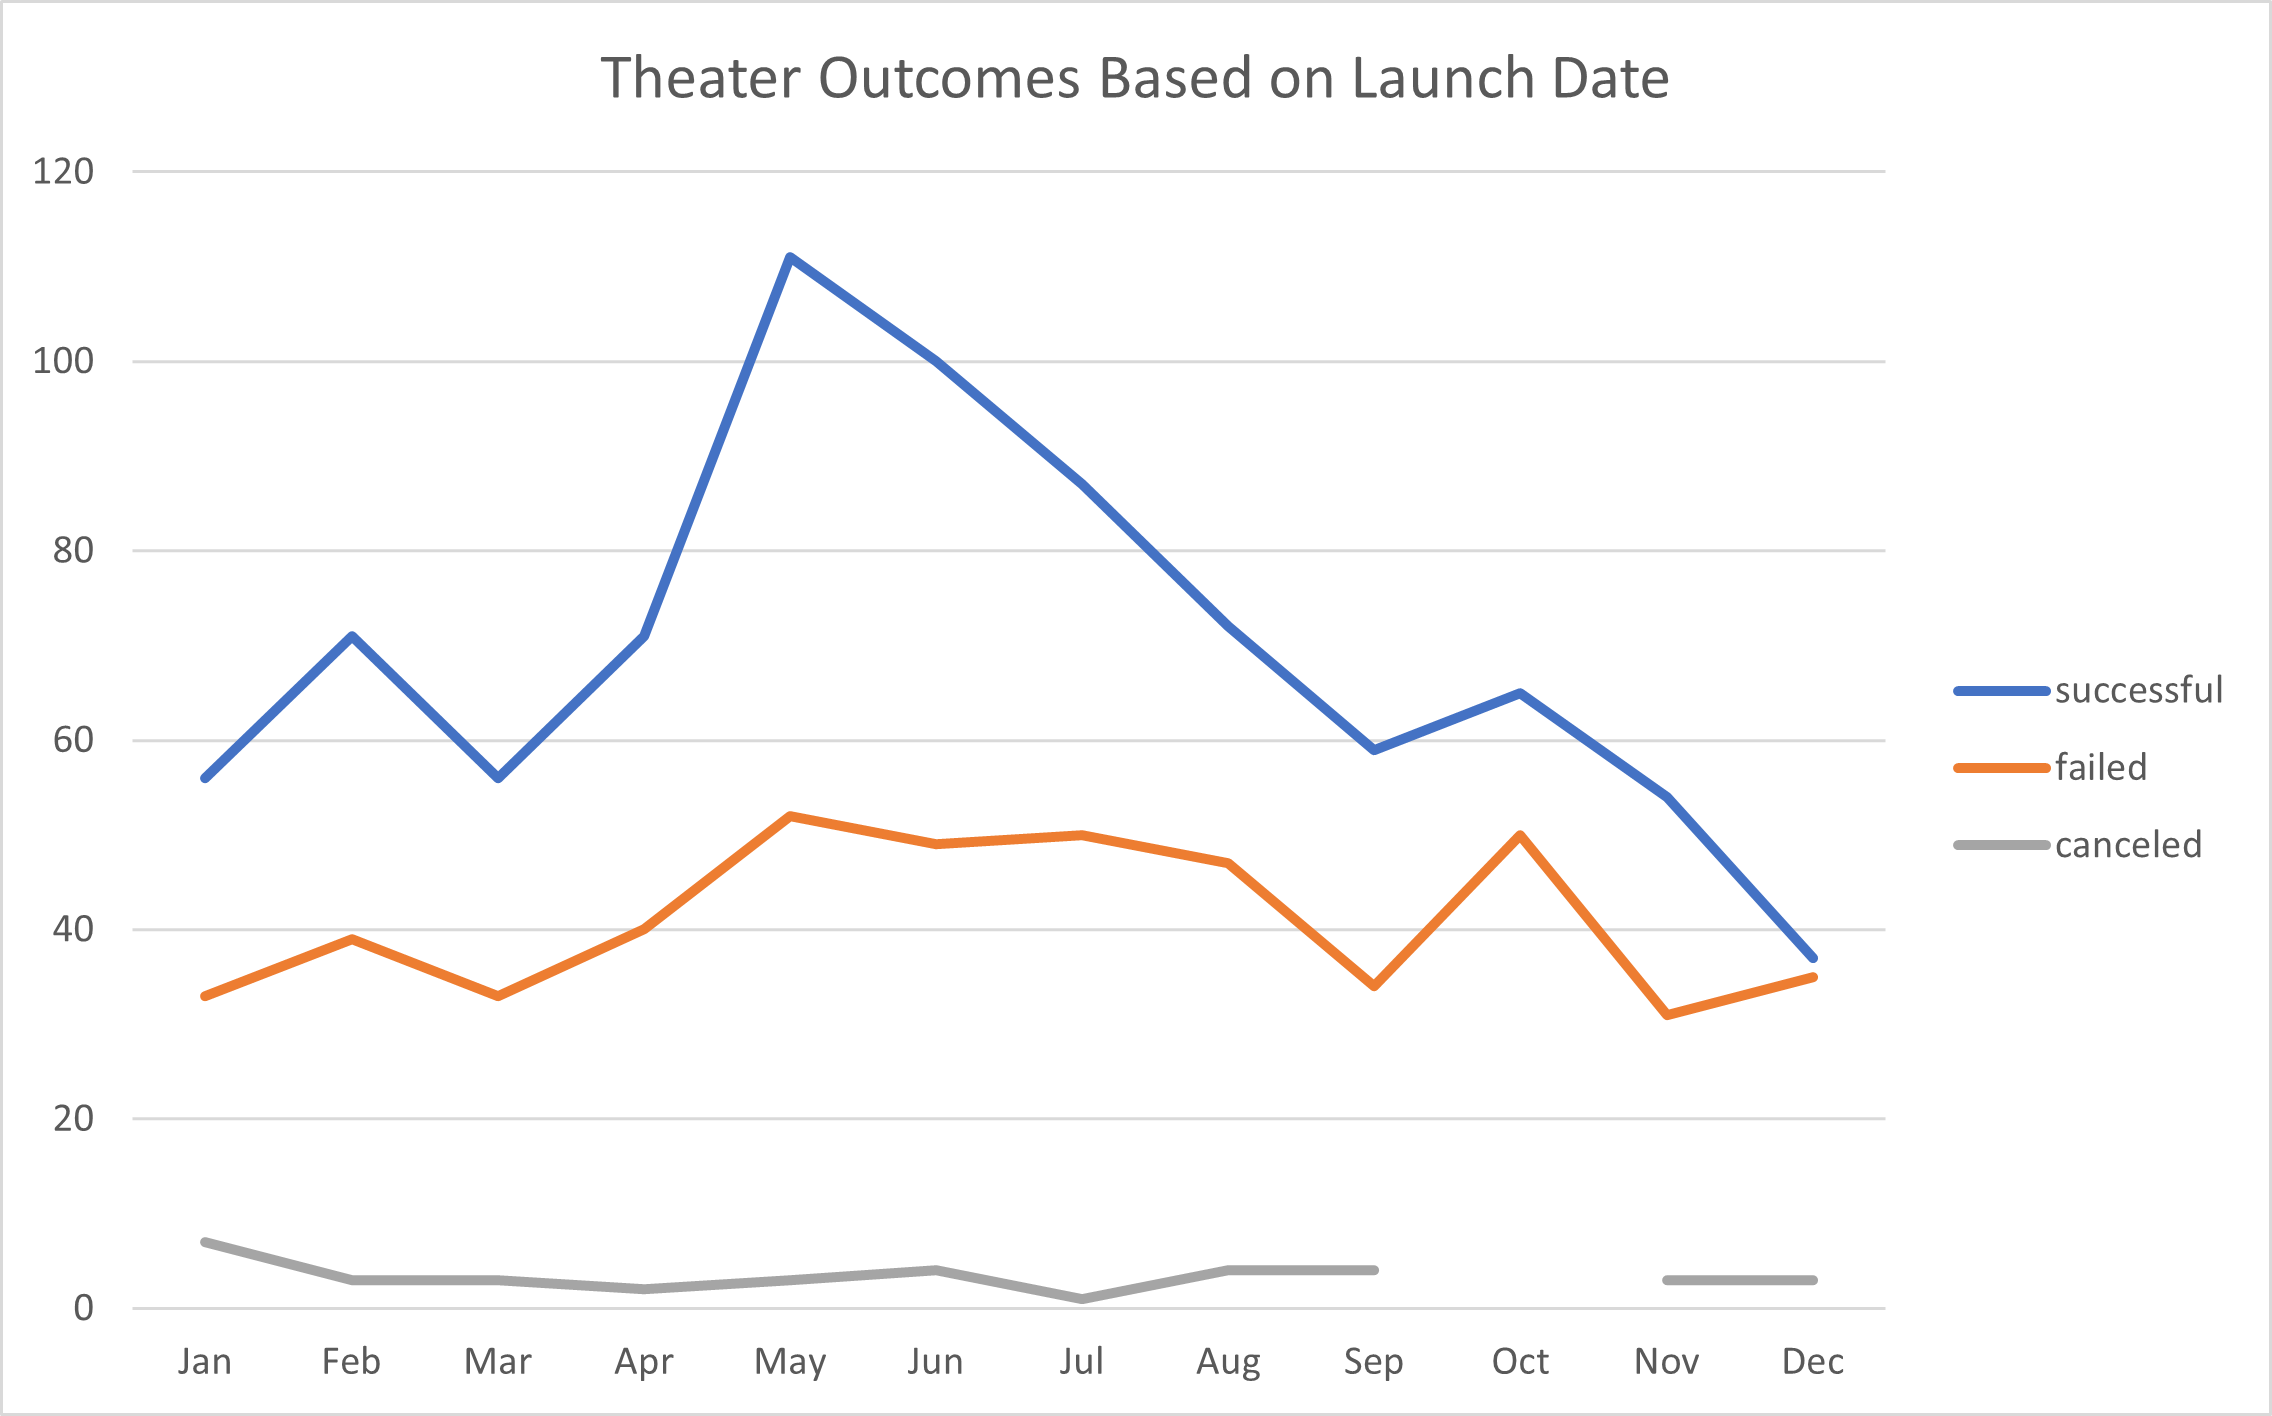 Theater Outcomes Based on Launch Date
120
100
80
60
40
20
0
Jan Feb Mar Apr May Jun Jul Aug Sep Oct Nov Dec
successful
failed
canceled